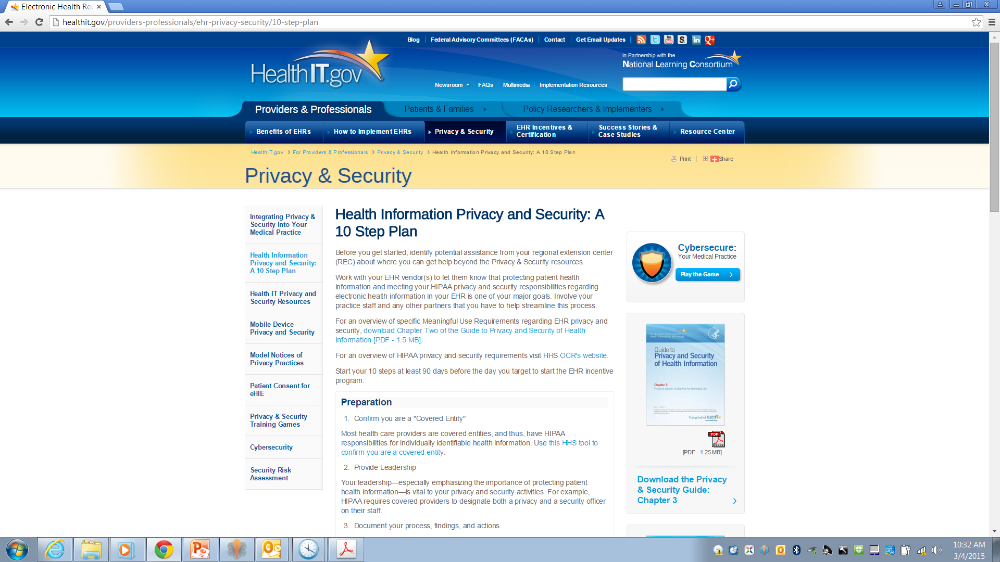 Electronic Health Re
healthit.gov/providers-professionals/ehr-privacy-security/10-step-plan
Blog
Federal Advisory Committees (FACAs)
Contact
Get Email Updates
HealthIT.gov
in Partnership with the
National Learning Consortium
Newsroom
FAQs
Multimedia
Implementation Resources
Providers & Professionals
Patients & Families
Policy Researchers & Implementers
Benefits of EHRs
How to Implement EHRs
Privacy & Security
EHR Incentives &
Certification
Success Stories &
Case Studies
Resource Center
HealthIT.gov > For Providers & Professionals > Privacy & Security > Health Information Privacy and Security: A 10 Step Plan
Print | Share
Privacy & Security
Integrating Privacy &
Security Into Your
Medical Practice
Health Information
Privacy and Security:
A 10 Step Plan
Health IT Privacy and
Security Resources
Mobile Device
Privacy and Security
Model Notices of
Privacy Practices
Patient Consent for
eHIE
Privacy & Security
Training Games
Cybersecurity
Security Risk
Assessment
Health Information Privacy and Security: A
10 Step Plan
Before you get started, identify potential assistance from your regional extension center
(REC) about where you can get help beyond the Privacy & Security resources.
Work with your EHR vendor(s) to let them know that protecting patient health
information and meeting your HIPAA privacy and security responsibilities regarding
electronic health information in your EHR is one of your major goals. Involve your
practice staff and any other partners that you have to help streamline this process.
For an overview of specific Meaningful Use Requirements regarding EHR privacy and
security, download Chapter Two of the Guide to Privacy and Security of Health
Information [PDF - 1.5 MB].
For an overview of HIPAA privacy and security requirements visit HHS OCR's website.
Start your 10 steps at least 90 days before the day you target to start the EHR incentive
program.
Preparation
1. Confirm you are a "Covered Entity"
Most health care providers are covered entities, and thus, have HIPAA
responsibilities for individually identifiable health information. Use this HHS tool to
confirm you are a covered entity.
2. Provide Leadership
Your leadership—especially emphasizing the importance of protecting patient
health information—is vital to your privacy and security activities. For example,
HIPAA requires covered providers to designate both a privacy and a security officer
on their staff.
3. Document your process, findings, and actions
Cybersecure:
Your Medical Practice
Play the Game
Guide to
Privacy and Security
of Health Information
Chapter 3:
Privacy & Security 10 Step Plan for Meaningful Use
PDF
Adobe
[PDF - 1.25 MB]
Download the Privacy
& Security Guide:
Chapter 3
10:32 AM
3/4/2015